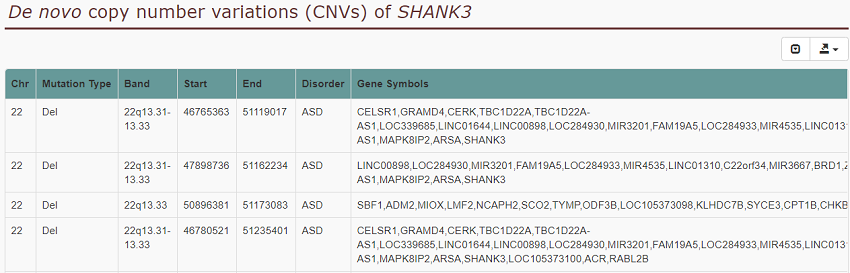 De novo copy number variations (CNVs) of SHANK3
Chr Mutation Type Band Start End Disorder Gene Symbols
22 Del 22q13.31- 46765363 51119017 ASD CELSR1,GRAMD4,CERK,TBC1D22A,TBC1D22A-
13.33 AS1,LOC339685,LINC01644,LINC00898,LOC284930,MIR3201,FAM19A5,LOC284933,MIR4535,LINC0131
AS1,MAPK8IP2,ARSA,SHANK3
22 Del 22q13.31- 47898736 51162234 ASD LINC00898,LOC284930,MIR3201,FAM19A5,LOC284933,MIR4535,LINC01310,C22orf34,MIR3667,BRD1,Z
13.33 AS1,MAPK8IP2,ARSA,SHANK3
22 Del 22q13.33 50896381 51173083 ASD SBF1,ADM2,MIOX,LMF2,NCAPH2,SCO2,TYMP,ODF3B,LOC105373098,KLHDC7B,SYCE3,CPT1B,CHKB
22 Del 22q13.31- 46780521 51235401 ASD CELSR1,GRAMD4,CERK,TBC1D22A,TBC1D22A-
13.33 AS1,LOC339685,LINC01644,LINC00898,LOC284930,MIR3201,FAM19A5,LOC284933,MIR4535,LINC0131
AS1,MAPK8IP2,ARSA,SHANK3,LOC105373100,ACR,RABL2B